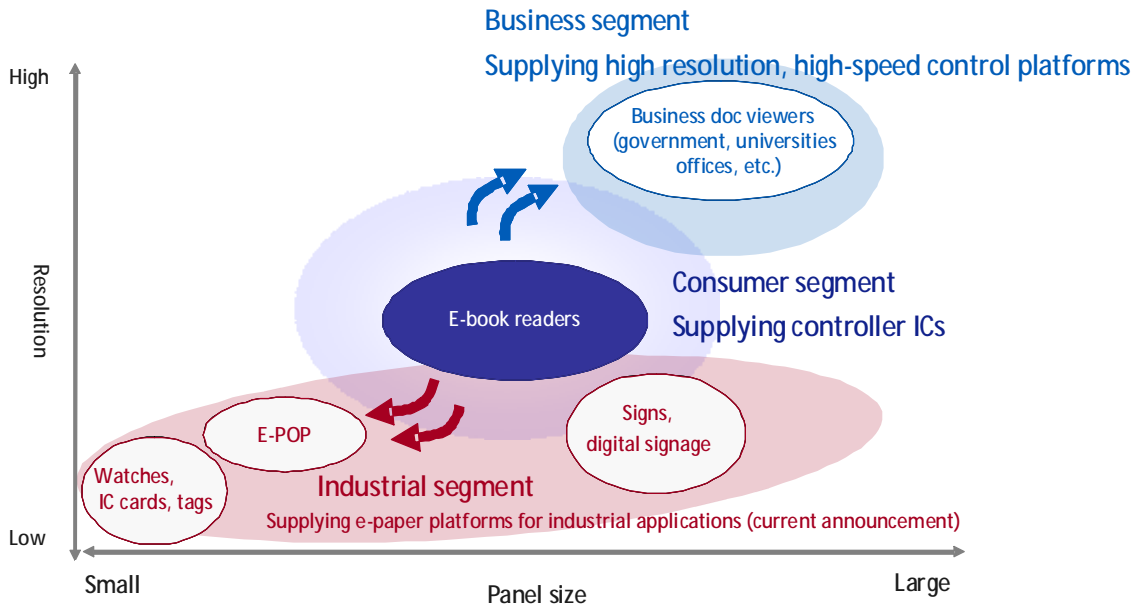 Business segment
Supplying high resolution, high-speed control platforms
High
Business doc viewers
(government, universities
offices, etc.)
Resolution
Consumer segment
Supplying controller ICs
E-book readers
Signs,
digital signage
E-POP
Watches,
IC cards, tags
Industrial segment
Supplying e-paper platforms for industrial applications (current announcement)
Low
Small
Panel size
Large